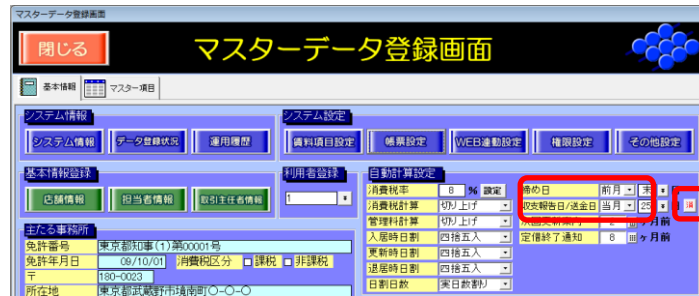 マスターデータ登録画面
閉じる
マスターデータ登録画面
基本情報 マスター項目
システム情報 システム設定
システム情報 データ登録状況 運用履歴 賃料項目設定 帳票設定 WEB連動設定 権限設定 その他設定
基本情報登録 利用者登録 自動計算設定
店舗情報 担当者情報 取引主任者情報 1
消費税率 8 % 設定 締め日 前月 末
消費税計算 切り上げ 収支報告日/送金日 当月 25
管理料計算 切り上げ 2 ヶ月前
入居時日割 四捨五入 定借終了通知 6 ヶ月前
更新時日割 四捨五入
退居時日割 四捨五入
日割日数 実日数割り
主たる事務所
免許番号 東京都知事(1)第00001号
免許年月日 09/10/01 消費税区分 課税 非課税
〒 180-0023
所在地 東京都武蔵野市境南町○-○-○